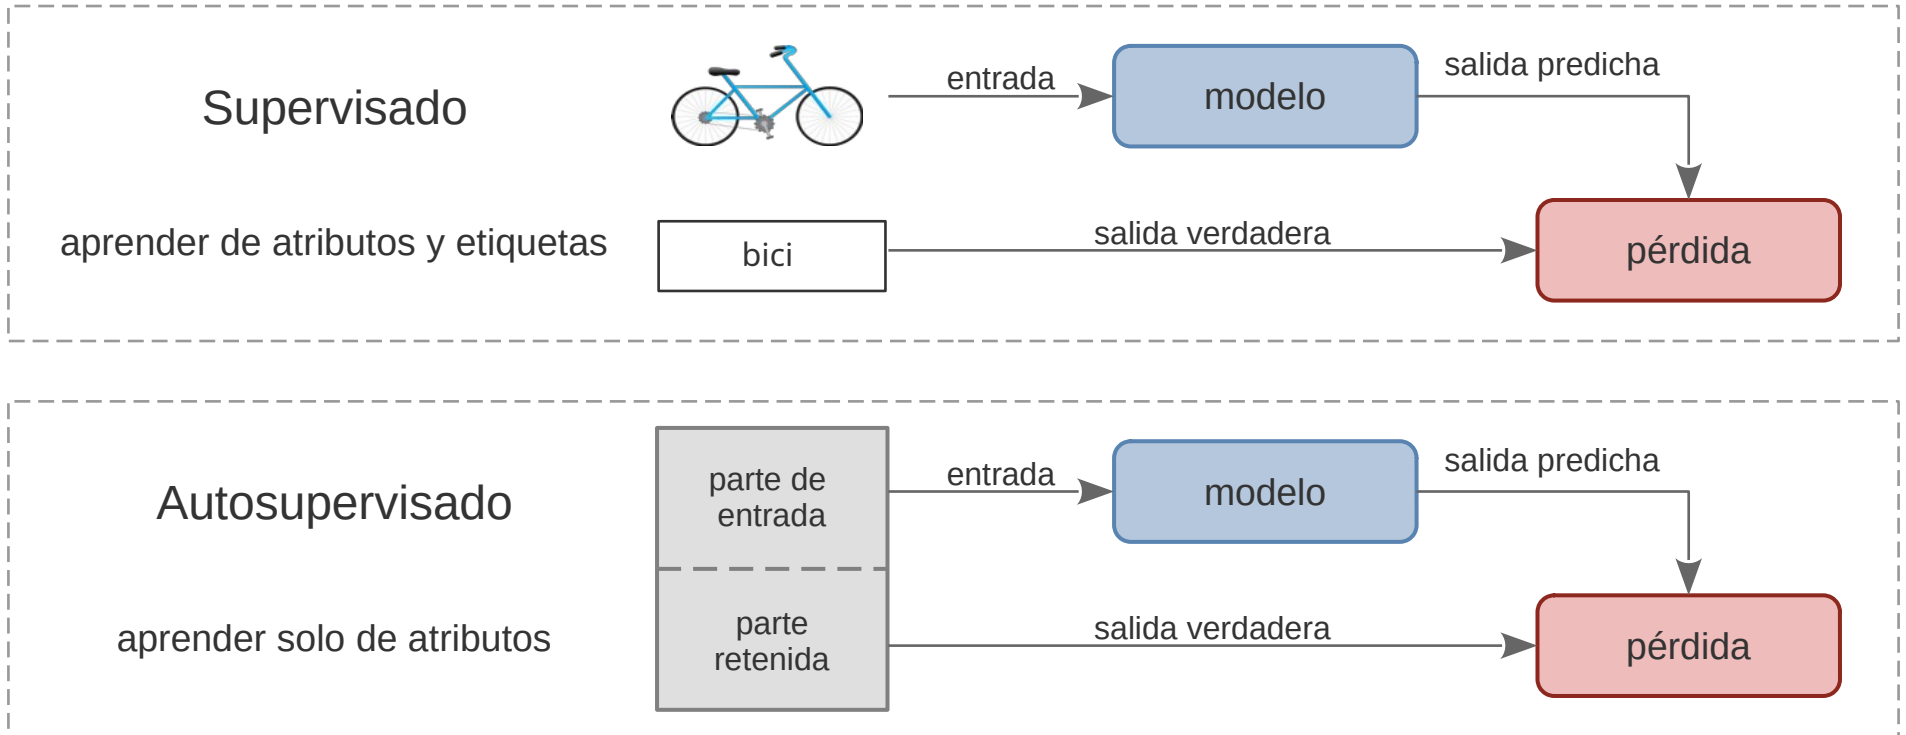 Supervisado
entrada
modelo
salida predicha
aprender de atributos y etiquetas
bici
salida verdadera
pérdida
Autosupervisado
parte de
entrada
entrada
modelo
salida predicha
aprender solo de atributos
parte
retenida
salida verdadera
pérdida